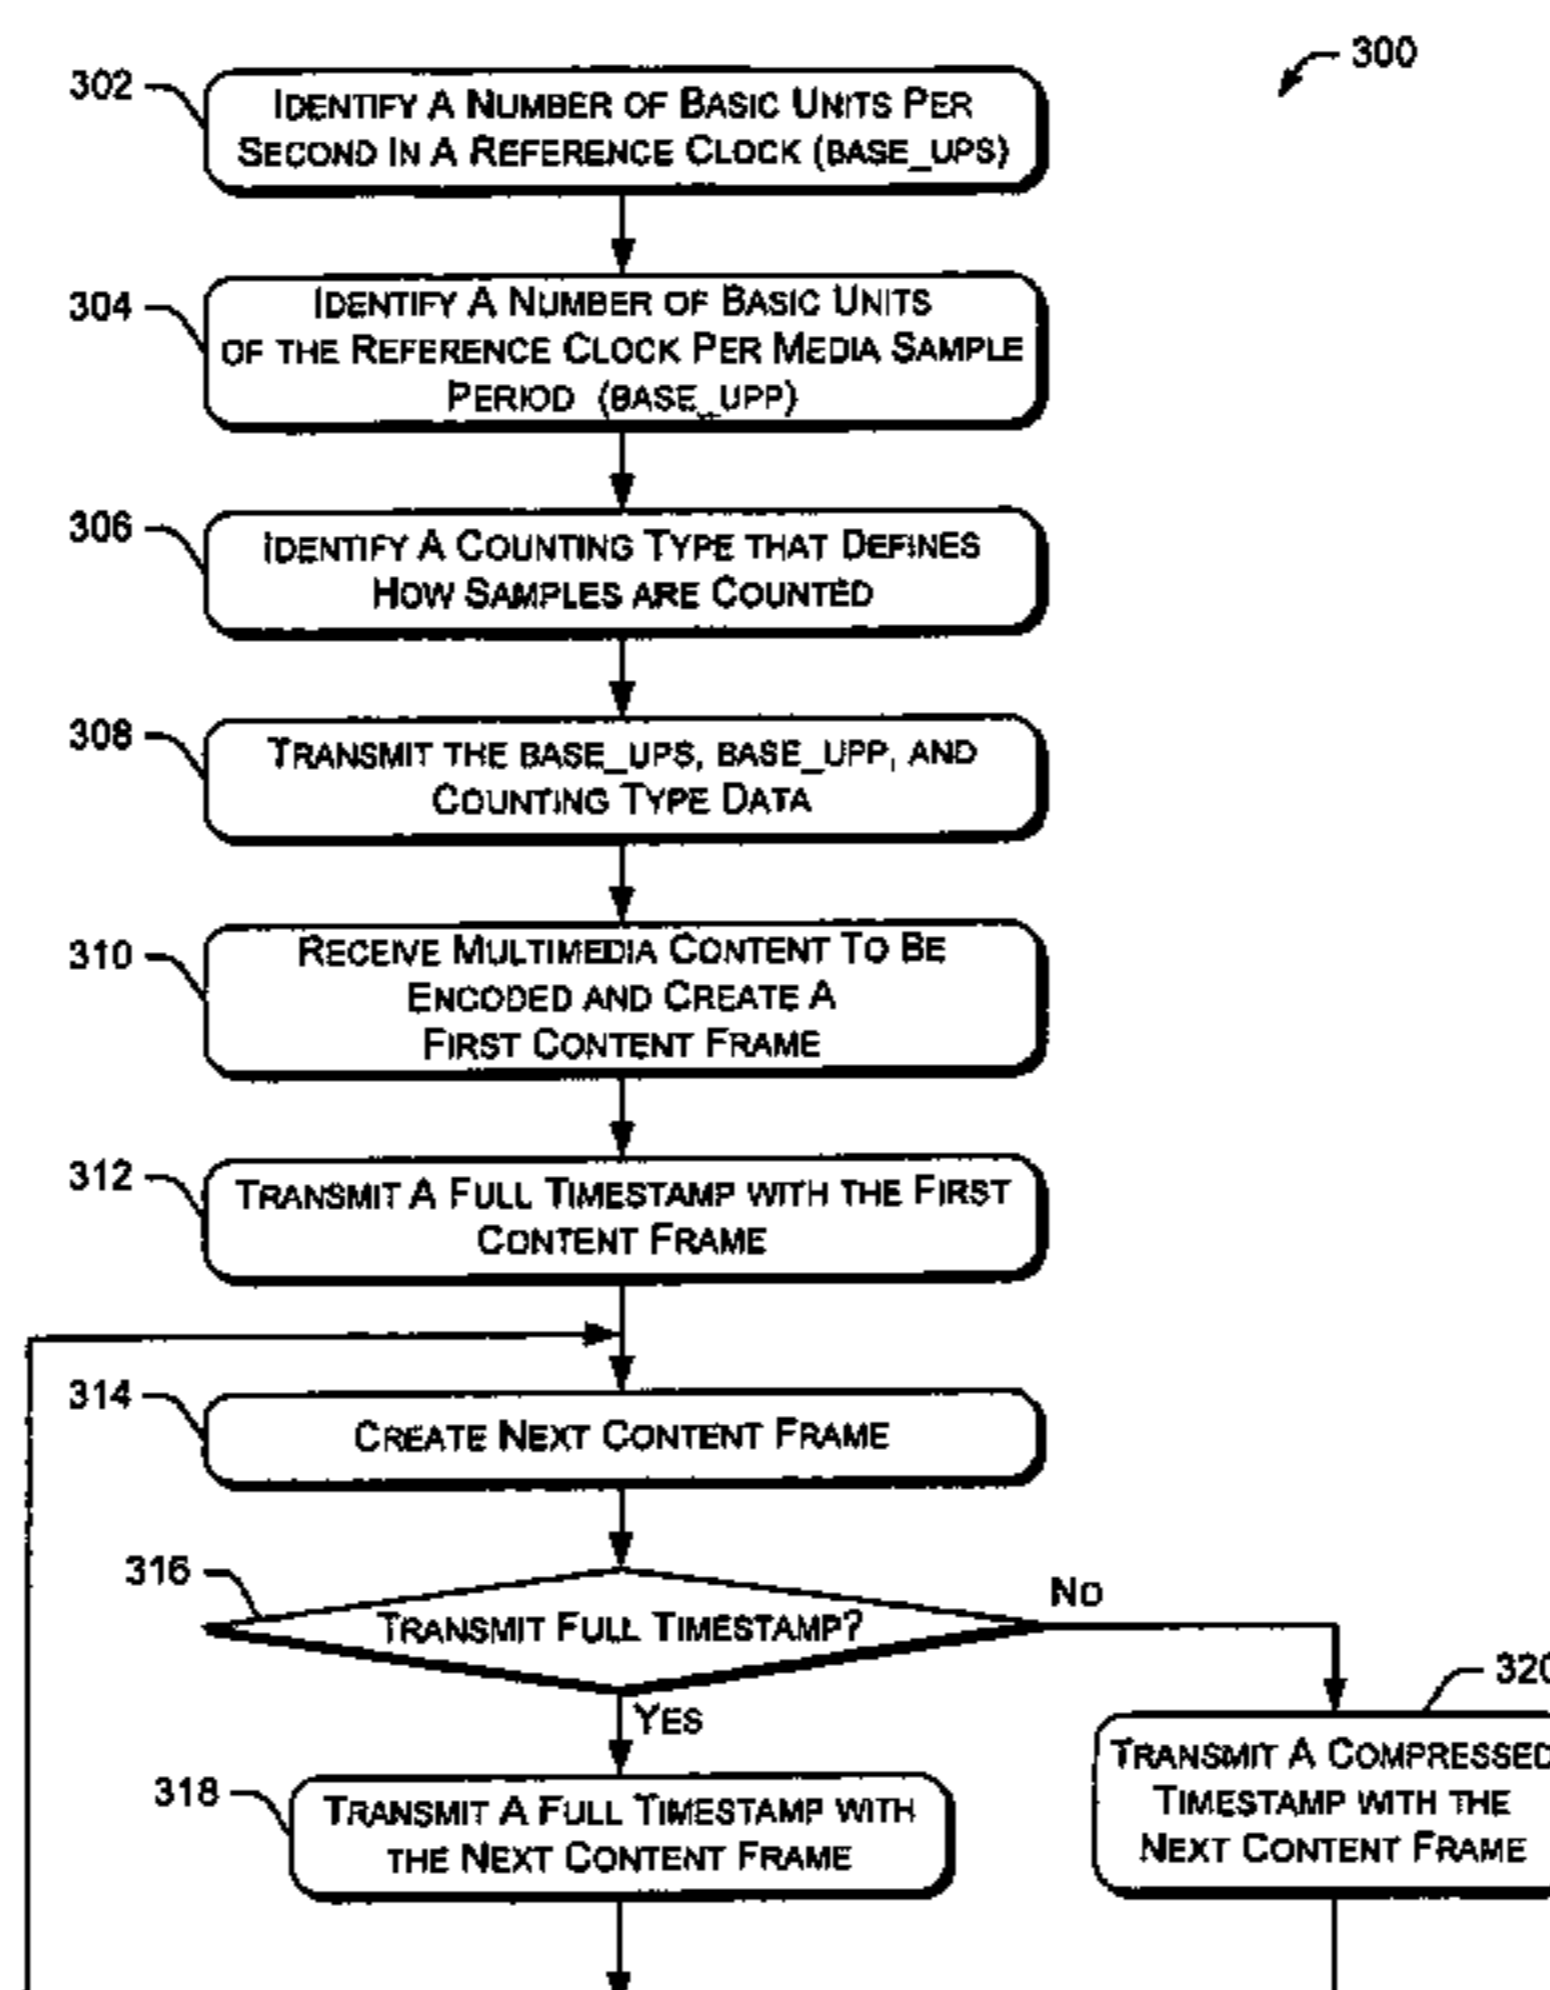 300
302
IDENTIFY A NUMBER OF BASIC UNITS PER
SECOND IN A REFERENCE CLOCK (BASE_UPS)
304
IDENTIFY A NUMBER OF BASIC UNITS
OF THE REFERENCE CLOCK PER MEDIA SAMPLE
PERIOD (BASE_UPP)
306
IDENTIFY A COUNTING TYPE THAT DEFINES
HOW SAMPLES ARE COUNTED
308
TRANSMIT THE BASE_UPS, BASE_UPP, AND
COUNTING TYPE DATA
310
RECEIVE MULTIMEDIA CONTENT TO BE
ENCODED AND CREATE A
FIRST CONTENT FRAME
312
TRANSMIT A FULL TIMESTAMP WITH THE FIRST
CONTENT FRAME
314
CREATE NEXT CONTENT FRAME
316
TRANSMIT FULL TIMESTAMP?
NO
YES
318
TRANSMIT A FULL TIMESTAMP WITH
THE NEXT CONTENT FRAME
320
TRANSMIT A COMPRESSED
TIMESTAMP WITH THE
NEXT CONTENT FRAME